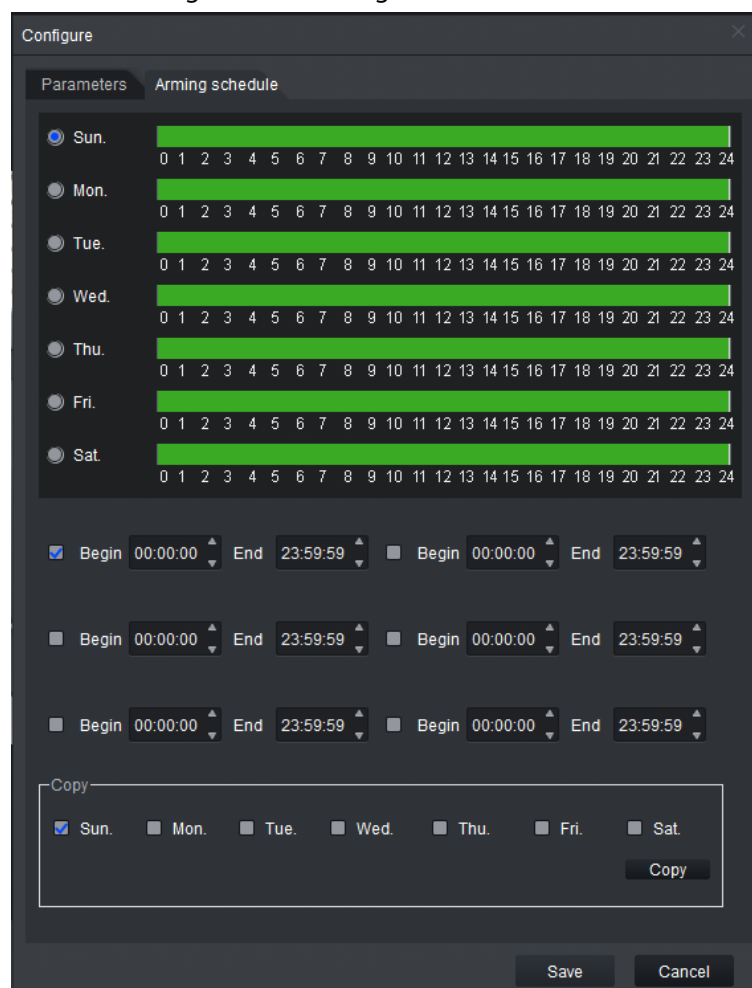 Configure
Parameters Arming schedule
Sun.
0 1 2 3 4 5 6 7 8 9 10 11 12 13 14 15 16 17 18 19 20 21 22 23 24
Mon.
0 1 2 3 4 5 6 7 8 9 10 11 12 13 14 15 16 17 18 19 20 21 22 23 24
Tue.
0 1 2 3 4 5 6 7 8 9 10 11 12 13 14 15 16 17 18 19 20 21 22 23 24
Wed.
0 1 2 3 4 5 6 7 8 9 10 11 12 13 14 15 16 17 18 19 20 21 22 23 24
Thu.
0 1 2 3 4 5 6 7 8 9 10 11 12 13 14 15 16 17 18 19 20 21 22 23 24
Fri.
0 1 2 3 4 5 6 7 8 9 10 11 12 13 14 15 16 17 18 19 20 21 22 23 24
Sat.
0 1 2 3 4 5 6 7 8 9 10 11 12 13 14 15 16 17 18 19 20 21 22 23 24
Begin 00:00:00 End 23:59:59 Begin 00:00:00 End 23:59:59
Begin 00:00:00 End 23:59:59 Begin 00:00:00 End 23:59:59
Begin 00:00:00 End 23:59:59 Begin 00:00:00 End 23:59:59
Copy
Sun. Mon. Tue. Wed. Thu. Fri. Sat.
Copy
Save Cancel